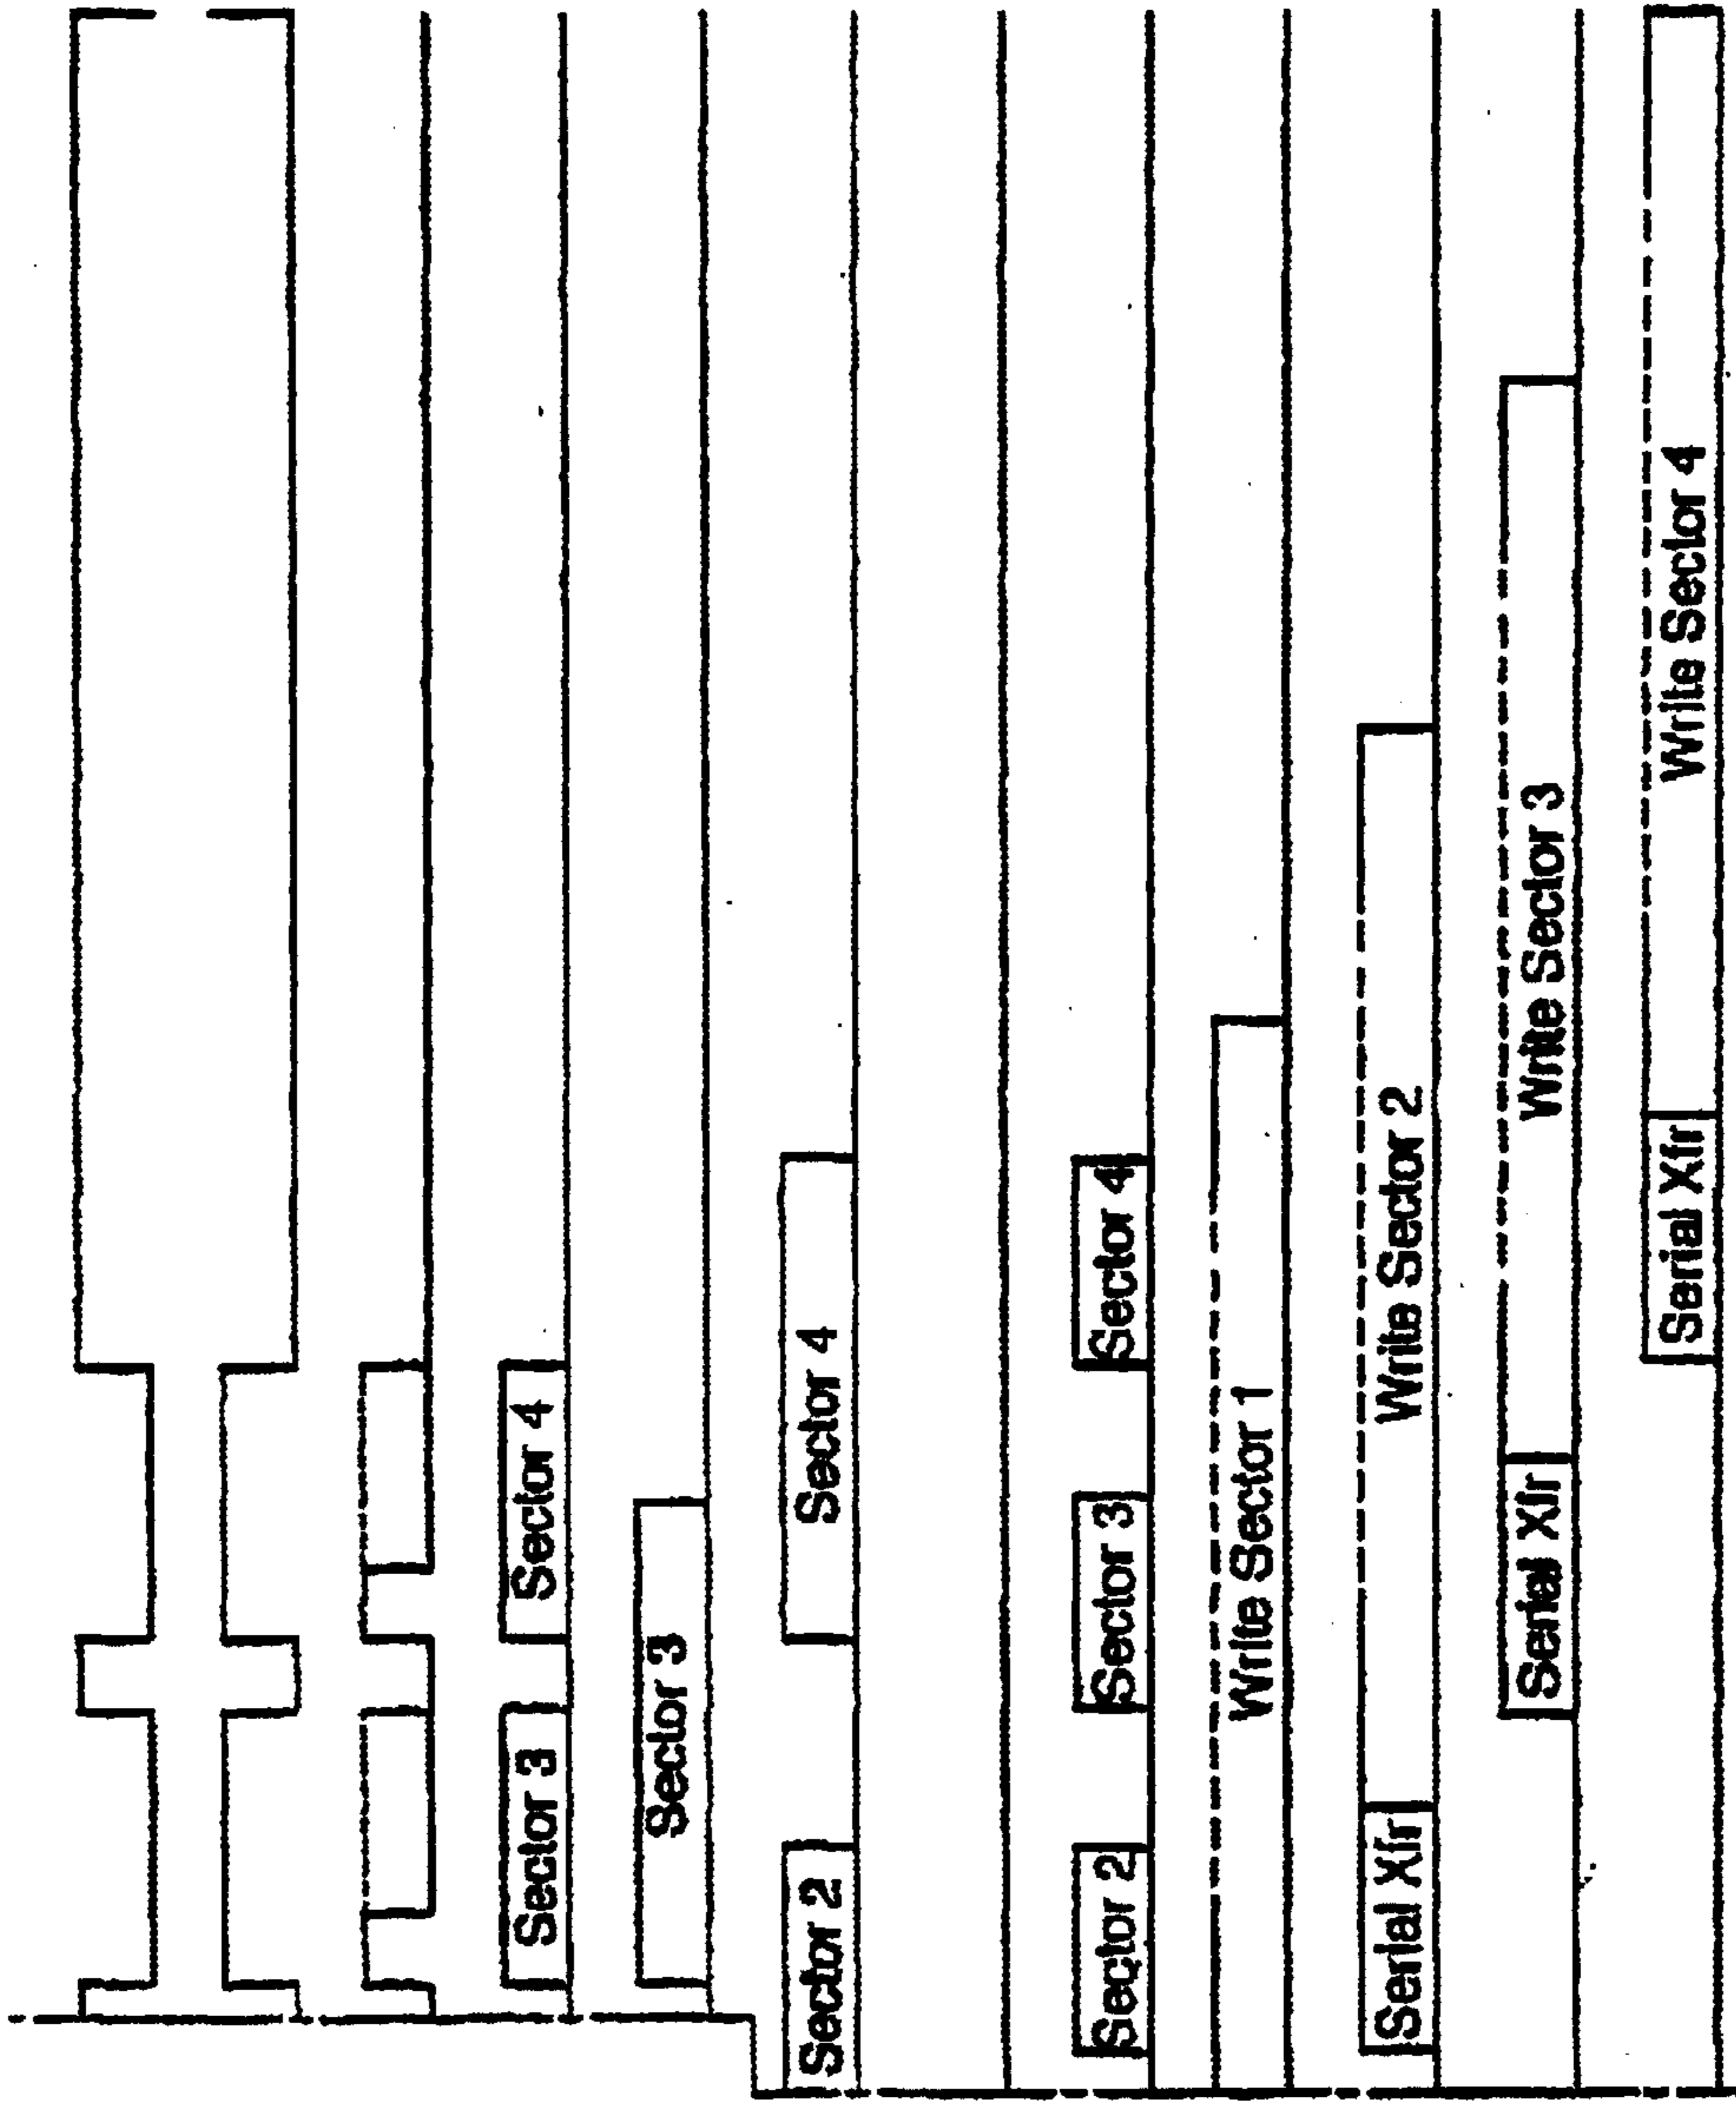 Sector 3
Sector 4
Sector 3
Sector 2
Sector 4
Sector 2
Sector 3
Sector 4
Write Sector 1
Serial Xfr
Write Sector 2
Serial Xfr
Write Sector 3
Serial Xfr
Write Sector 4